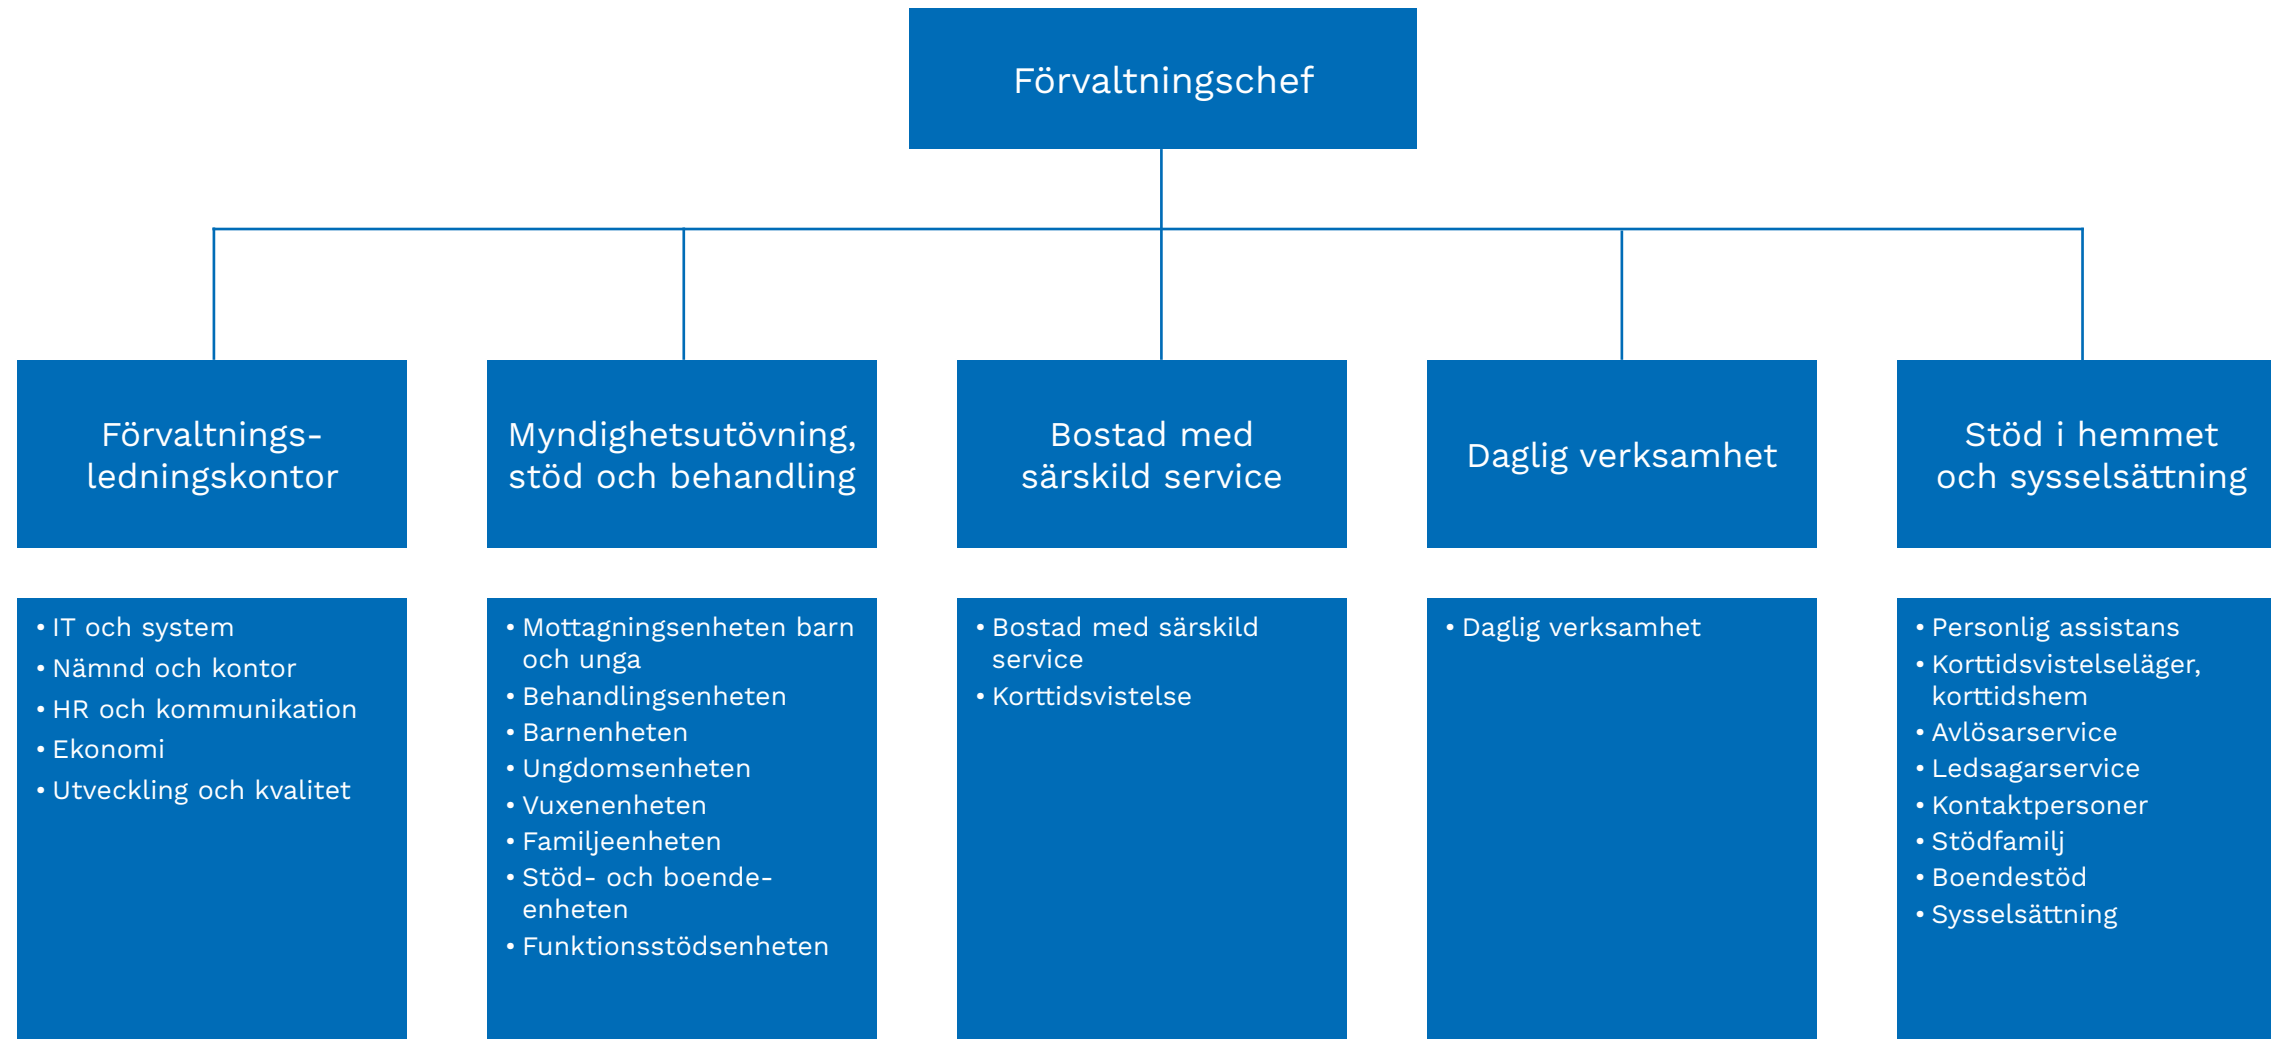 Förvaltningschef
Förvaltnings-
ledningskontor
Myndighetsutövning,
stöd och behandling
Bostad med
särskild service
Daglig verksamhet
Stöd i hemmet
och sysselsättning
• IT och system
• Nämnd och kontor
• HR och kommunikation
• Ekonomi
• Utveckling och kvalitet
• Mottagningsenheten barn
och unga
• Behandlingsenheten
• Barnenheten
• Ungdomsenheten
• Vuxenenheten
• Familjeenheten
• Stöd- och boende-
enheten
• Funktionsstödsenheten
• Bostad med särskild
service
• Korttidsvistelse
• Daglig verksamhet
• Personlig assistans
• Korttidsvistelseläger,
korttidshem
• Avlösarservice
• Ledsagarservice
• Kontaktpersoner
• Stödfamilj
• Boendestöd
• Sysselsättning